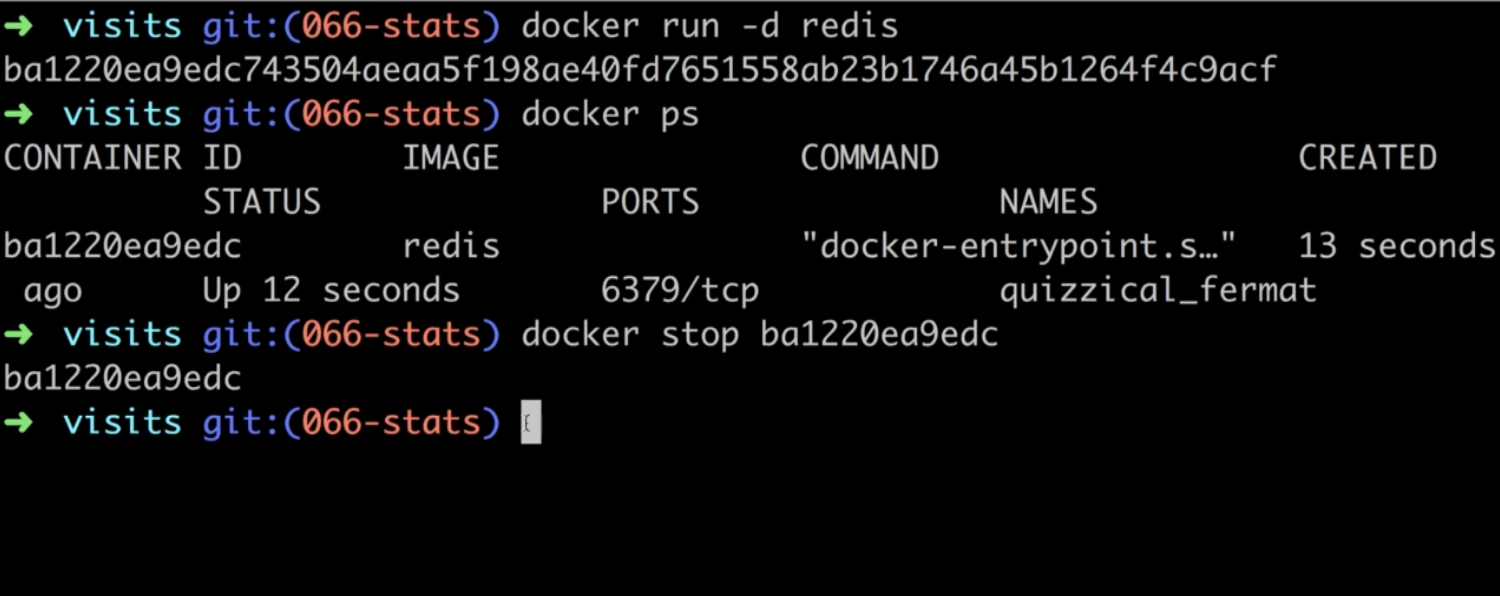 ➜ visits git:(066-stats) docker run -d redis
ba1220ea9edc743504aeaa5f198ae40fd7651558ab23b1746a45b1264f4c9acf
➜ visits git:(066-stats) docker ps
CONTAINER ID IMAGE COMMAND CREATED
STATUS PORTS NAMES
ba1220ea9edc redis "docker-entrypoint.s…" 13 seconds
ago Up 12 seconds 6379/tcp quizzical_fermat
➜ visits git:(066-stats) docker stop ba1220ea9edc
ba1220ea9edc
➜ visits git:(066-stats)